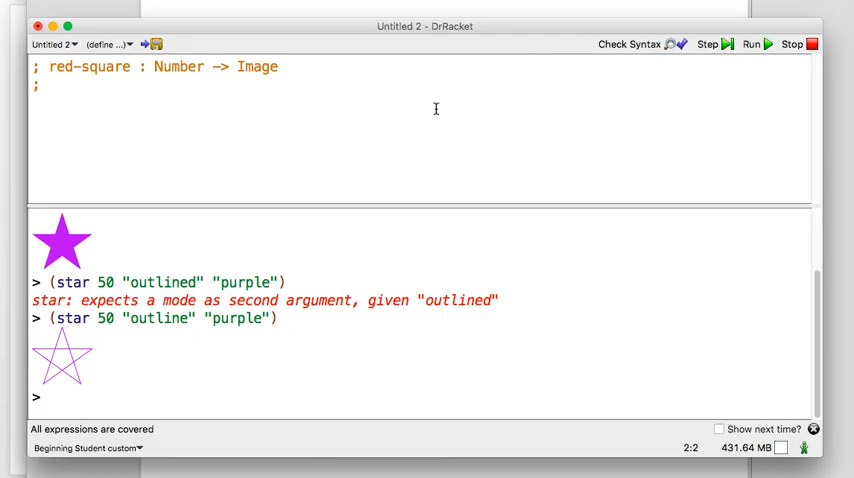 Untitled 2 - DrRacket
Untitled 2 (define ...) Check Syntax Step Run Stop
; red-square : Number -> Image
;
> (star 50 "outlined" "purple")
star: expects a mode as second argument, given "outlined"
> (star 50 "outline" "purple")
>
All expressions are covered Show next time?
Beginning Student custom 2:2 431.64 MB